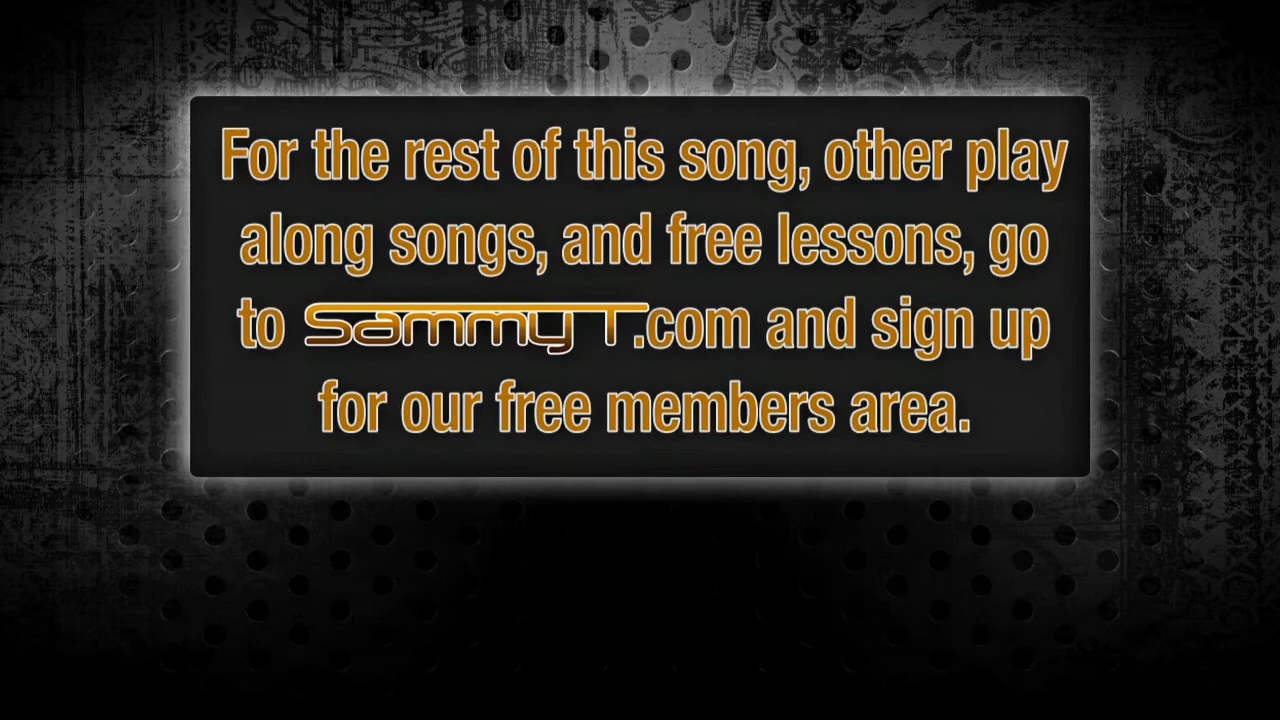 For the rest of this song, other play
along songs, and free lessons, go
to Sammy T.com and sign up
for our free members area.